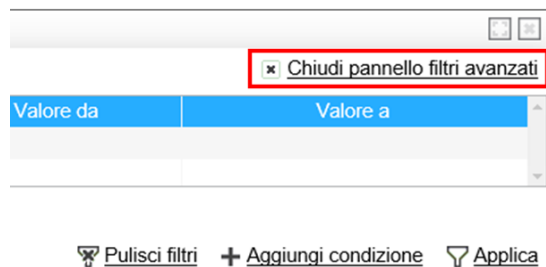 Chiudi pannello filtri avanzati
Valore da Valore a
Pulisci filtri Aggiungi condizione Applica